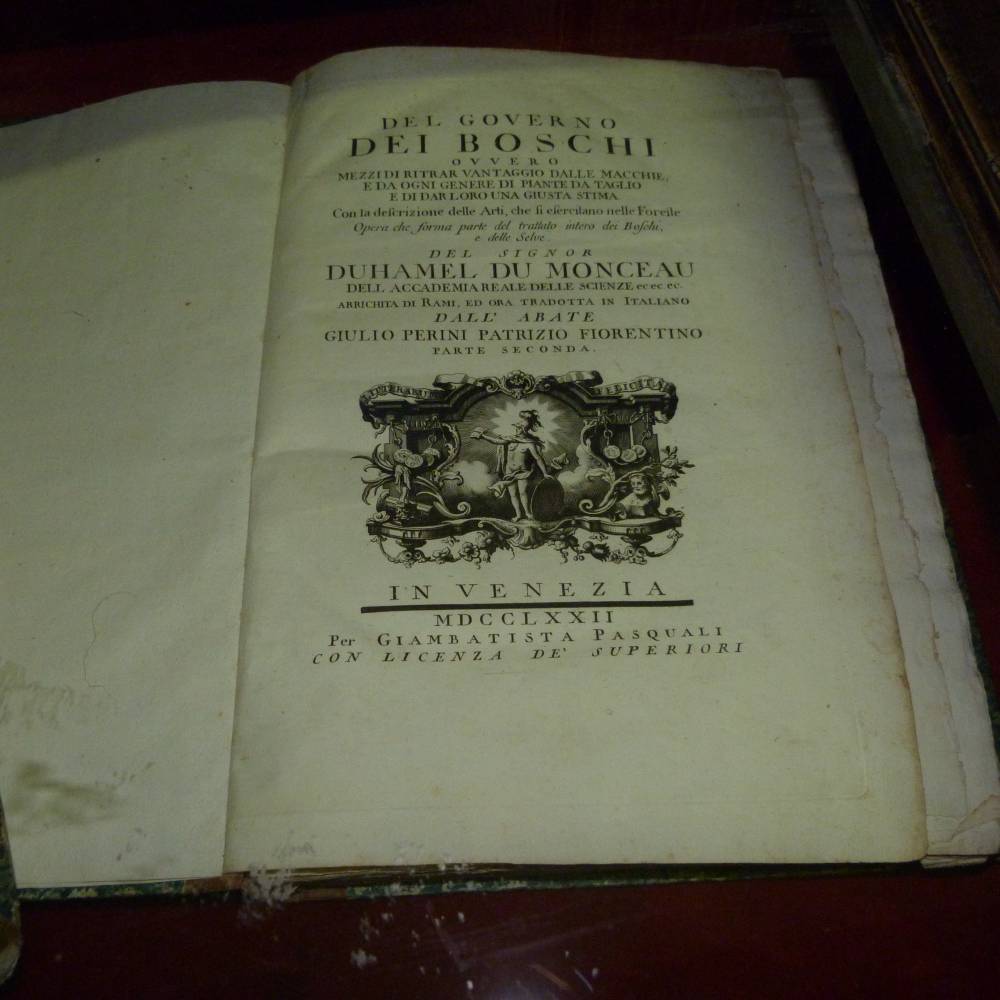 DEL GOVERNO
DEI BOSCHI
OVVERO
MEZZI DI RITRAR VANTAGGIO DALLE MACCHIE,
E DA OGNI GENERE DI PIANTE DA TAGLIO
E DI DAR LORO UNA GIUSTA STIMA
Con la deſcrizione delle Arti, che ſi eſercitano nelle Foreſte
Opera che forma parte del trattato intero dei Boſchi,
e delle Selve.
DEL SIGNOR
DUHAMEL DU MONCEAU
DELL ACCADEMIA REALE DELLE SCIENZE ec ec ec.
ARRICHITA DI RAMI, ED ORA TRADOTTA IN ITALIANO
DALL' ABATE
GIULIO PERINI PATRIZIO FIORENTINO
PARTE SECONDA.
LITERARUM FELICITAS
IN VENEZIA
MDCCLXXII
Per GIAMBATISTA PASQUALI
CON LICENZA DE' SUPERIORI